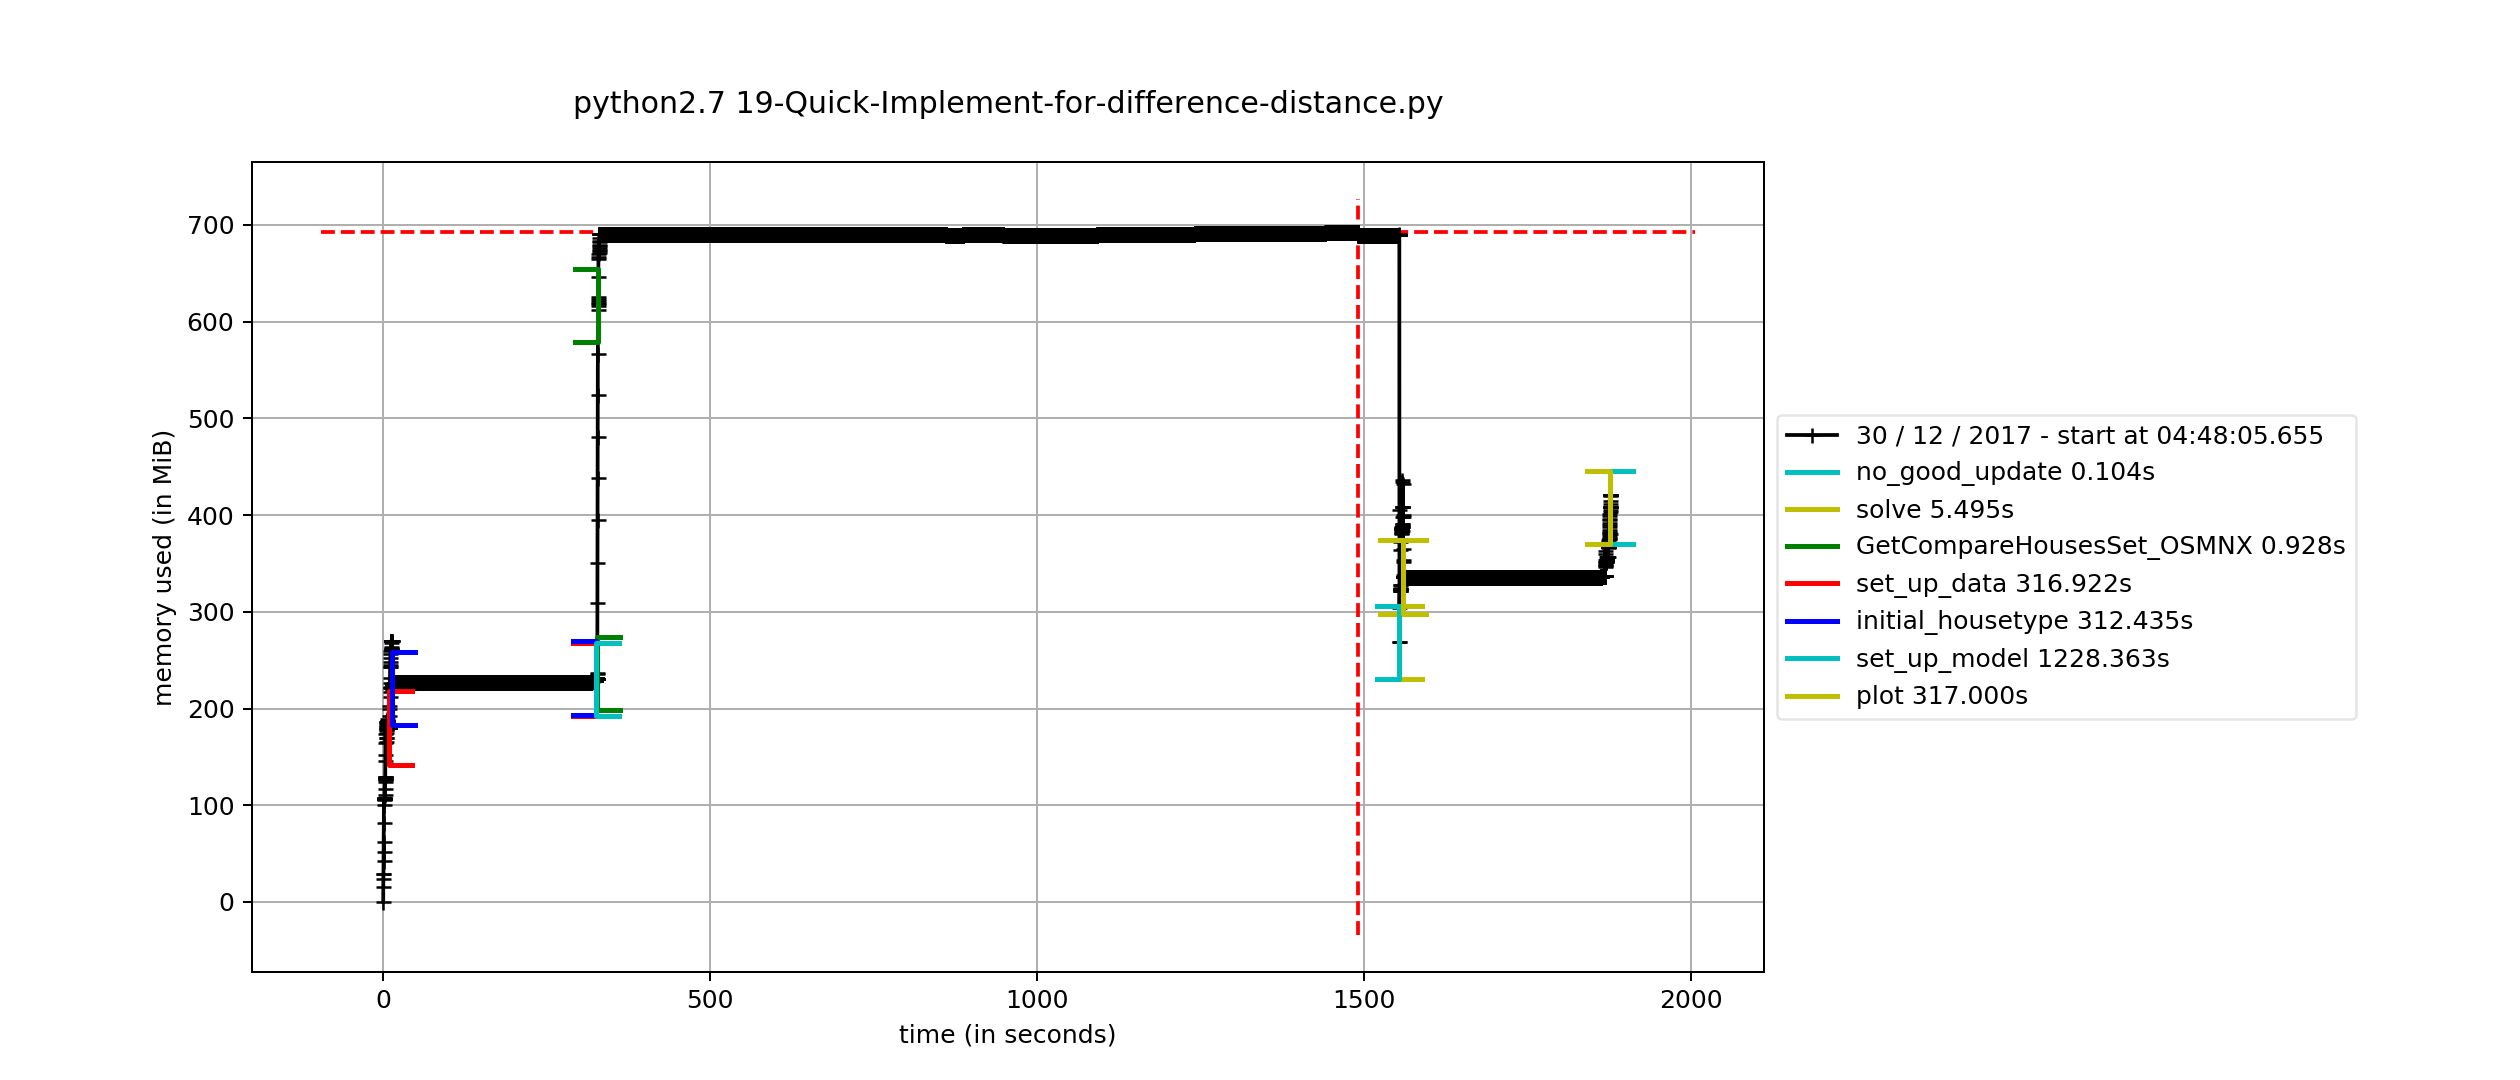 python2.7 19-Quick-Implement-for-difference-distance.py
700
600
500
400
300
200
100
0
memory used (in MiB)
0 500 1000 1500 2000
time (in seconds)
30 / 12 / 2017 - start at 04:48:05.655
no_good_update 0.104s
solve 5.495s
GetCompareHousesSet_OSMNX 0.928s
set_up_data 316.922s
initial_housetype 312.435s
set_up_model 1228.363s
plot 317.000s